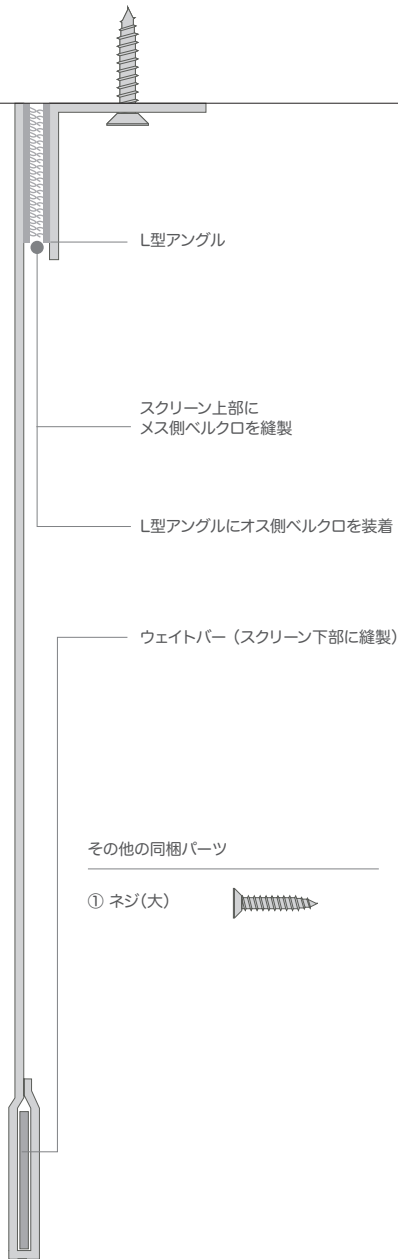 L型アングル
スクリーン上部に
メス側ベルクロを縫製
L型アングルにオス側ベルクロを装着
ウェイトバー（スクリーン下部に縫製）
その他の同梱パーツ
① ネジ（大）